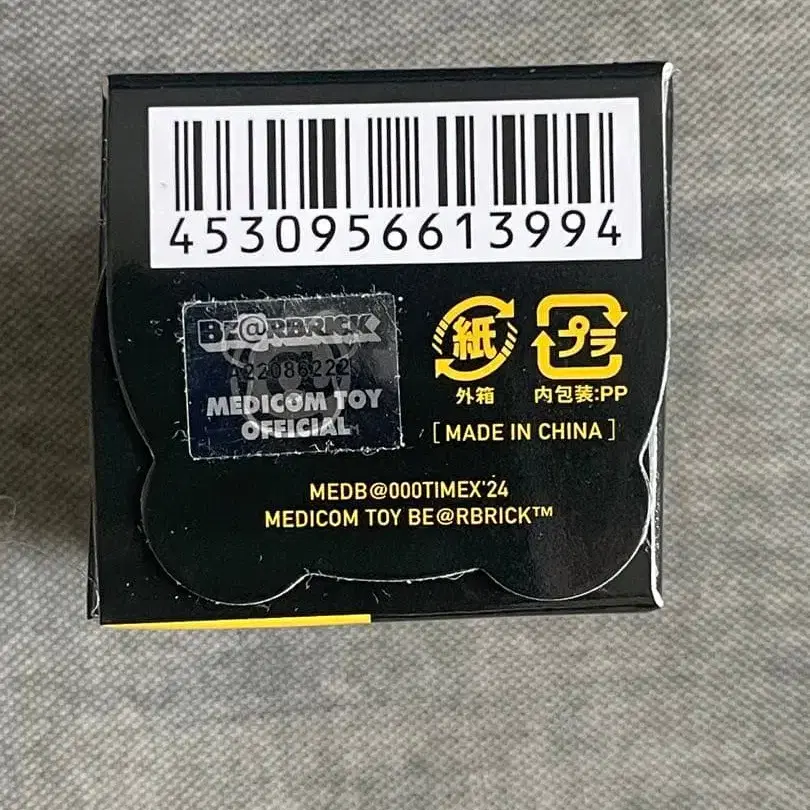 4530956613994
BE@RBRICK
A22086222
MEDICOM TOY
OFFICIAL
紙
外箱
プラ
内包装:PP
[ MADE IN CHINA ]
MEDB@000TIMEX'24
MEDICOM TOY BE@RBRICK™